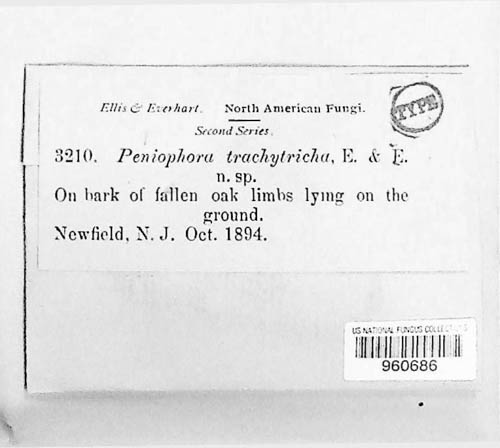 Ellis & Everhart. North American Fungi.
Second Series.
TYPE
3210. Peniophora trachytricha, E. & E.
n. sp.
On bark of fallen oak limbs lying on the
ground.
Newfield, N. J. Oct. 1894.
US NATIONAL FUNGUS COLLECTIONS
960686